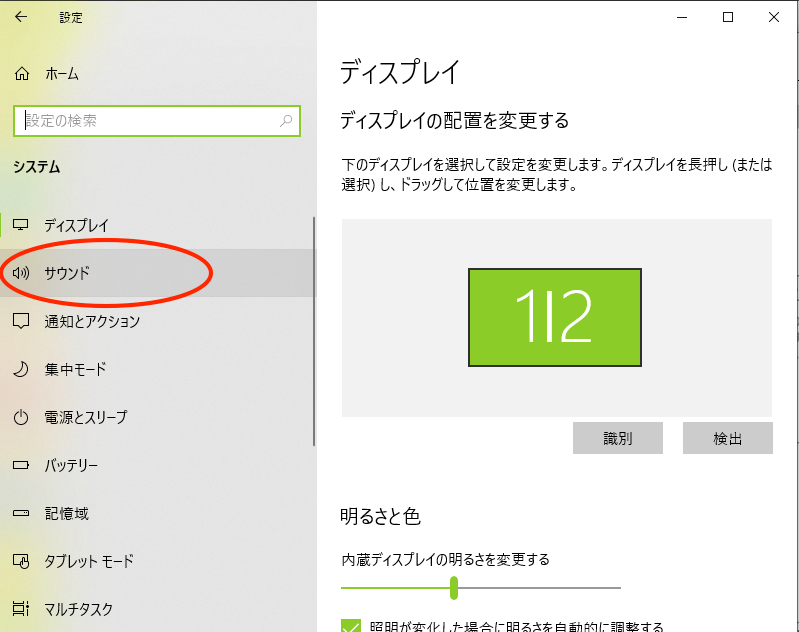 設定
ホーム
設定の検索
システム
ディスプレイ
サウンド
通知とアクション
集中モード
電源とスリープ
バッテリー
記憶域
タブレット モード
マルチタスク
ディスプレイ
ディスプレイの配置を変更する
下のディスプレイを選択して設定を変更します。ディスプレイを長押し (または
選択) し、ドラッグして位置を変更します。
1|2
識別
検出
明るさと色
内蔵ディスプレイの明るさを変更する
照明が変化した場合に明るさを自動的に調整する